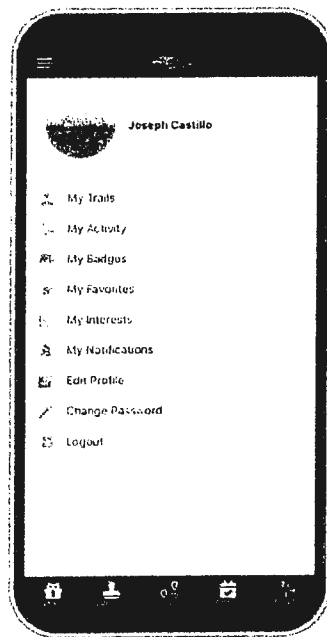 Joseph Castillo
My Trails
My Activity
My Badges
My Favorites
My Interests
My Notifications
Edit Profile
Change Password
Logout